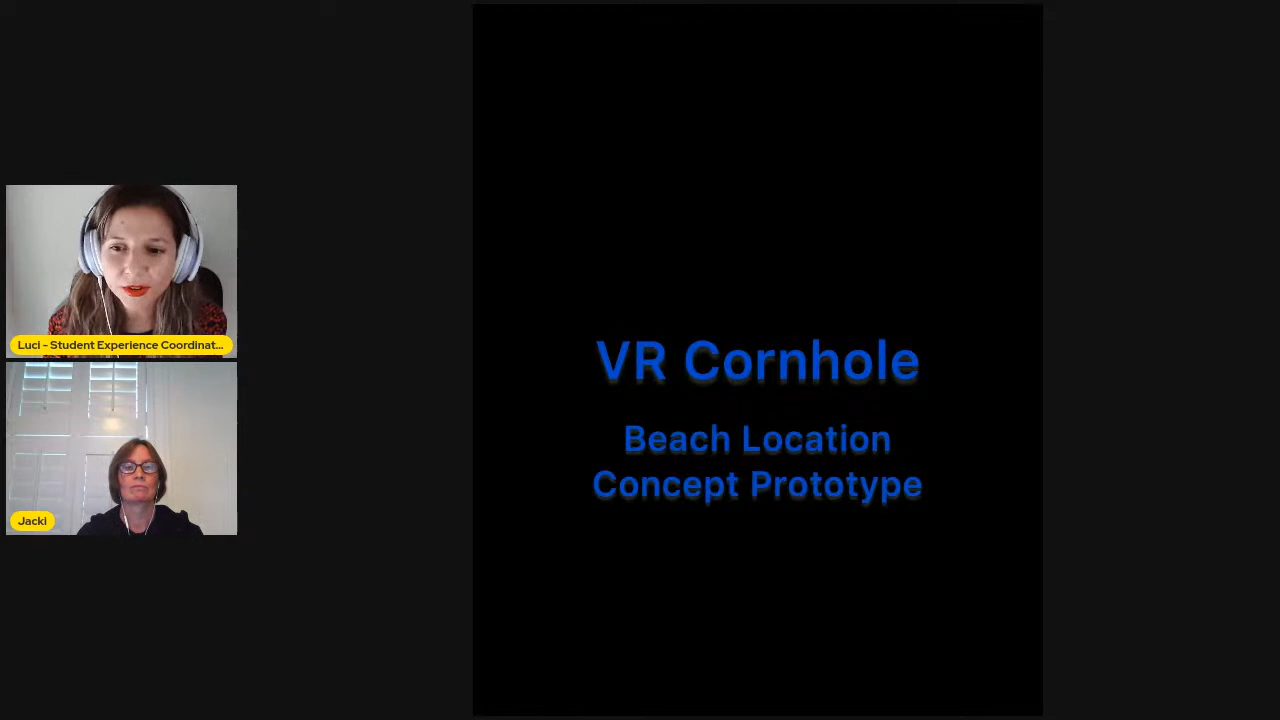 Luci - Student Experience Coordinat...
Jacki
VR Cornhole
Beach Location
Concept Prototype